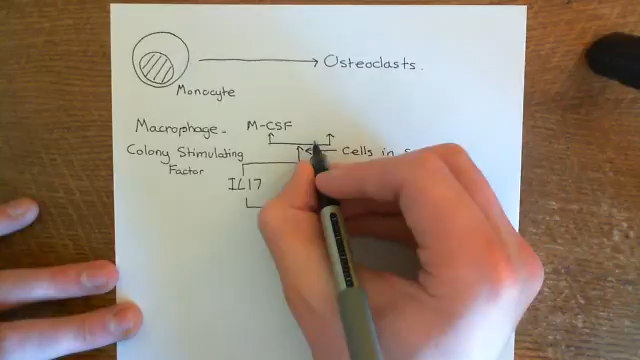 Osteoclasts.
Monocyte
Macrophage - M-CSF
Colony Stimulating
Factor
Cells in
IL17